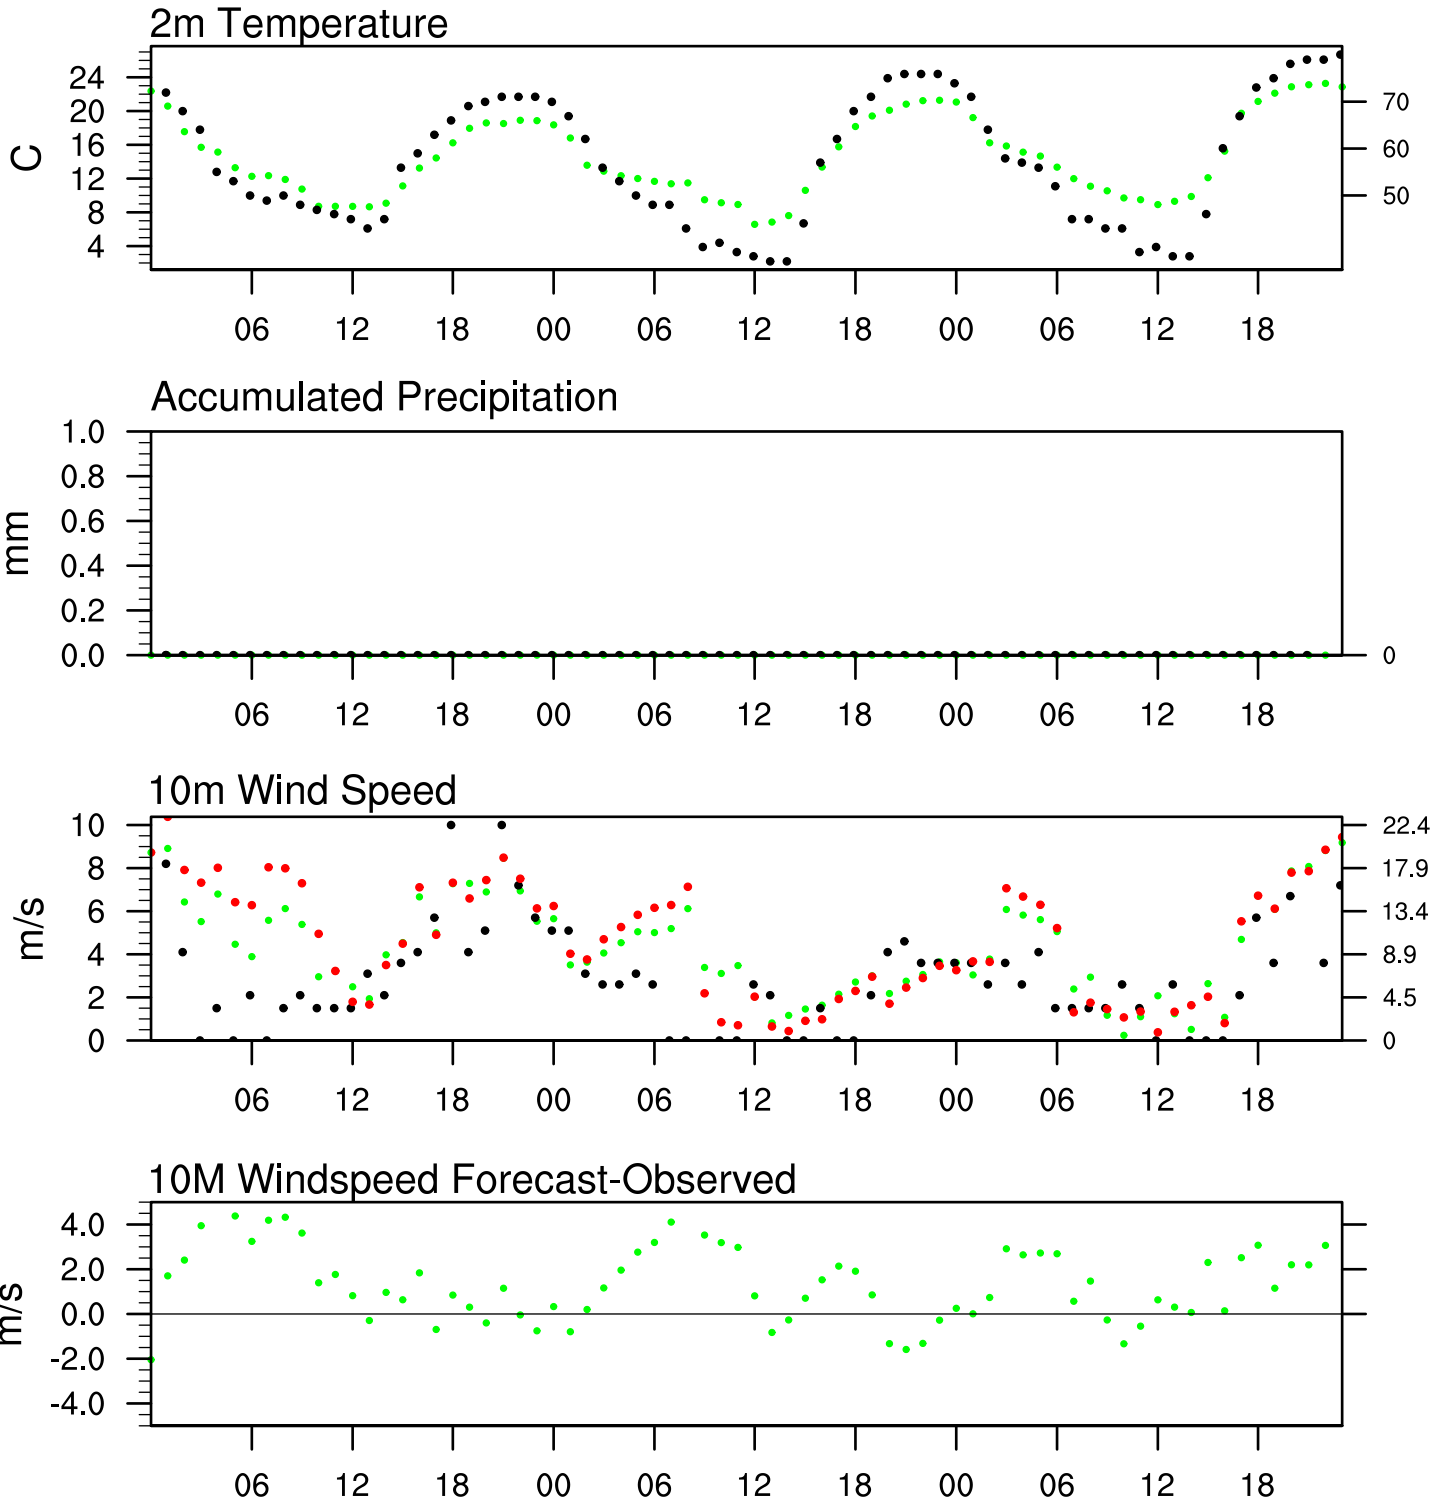 2m Temperature
24
20
16
12
8
4
C
70
60
50
06 12 18 00 06 12 18 00 06 12 18
Accumulated Precipitation
1.0
0.8
0.6
0.4
0.2
0.0
mm
0
06 12 18 00 06 12 18 00 06 12 18
10m Wind Speed
10
8
6
4
2
0
m/s
22.4
17.9
13.4
8.9
4.5
0
06 12 18 00 06 12 18 00 06 12 18
10M Windspeed Forecast-Observed
4.0
2.0
0.0
-2.0
-4.0
m/s
06 12 18 00 06 12 18 00 06 12 18